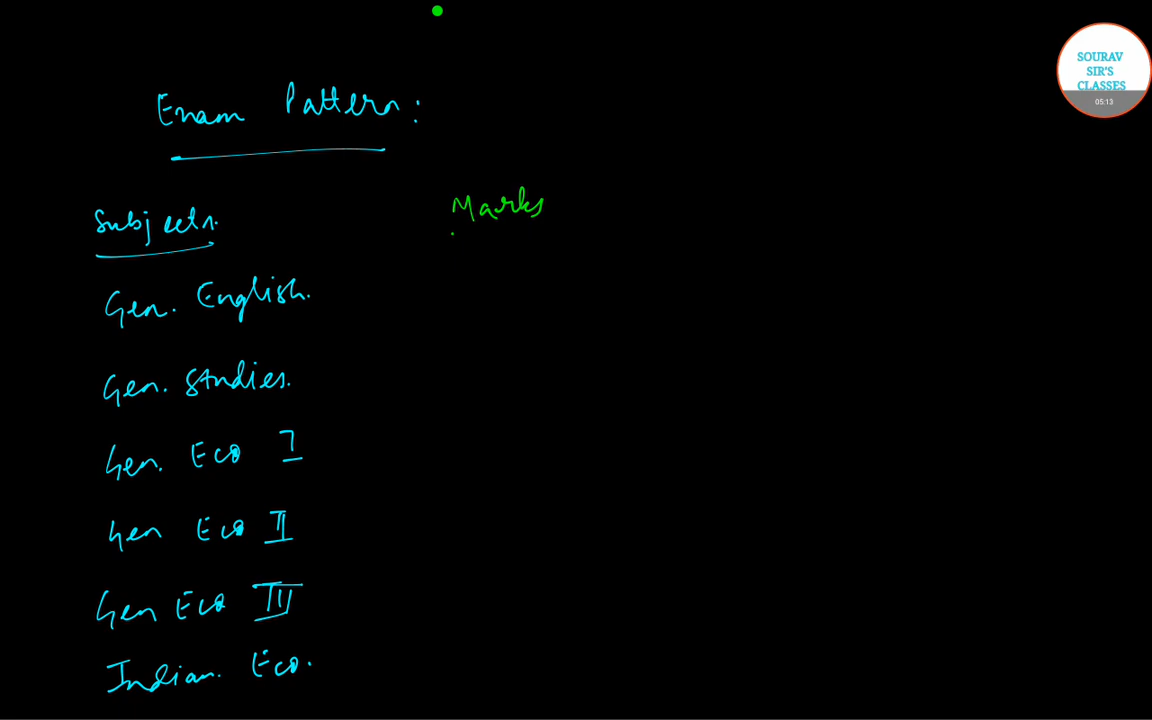 SOURAV
SIR'S
CLASSES
05:13
Exam Pattern:
Subjects.
Marks
Gen. English.
Gen. Studies.
Gen. Eco I
Gen Eco II
Gen Eco III
Indian. Eco.